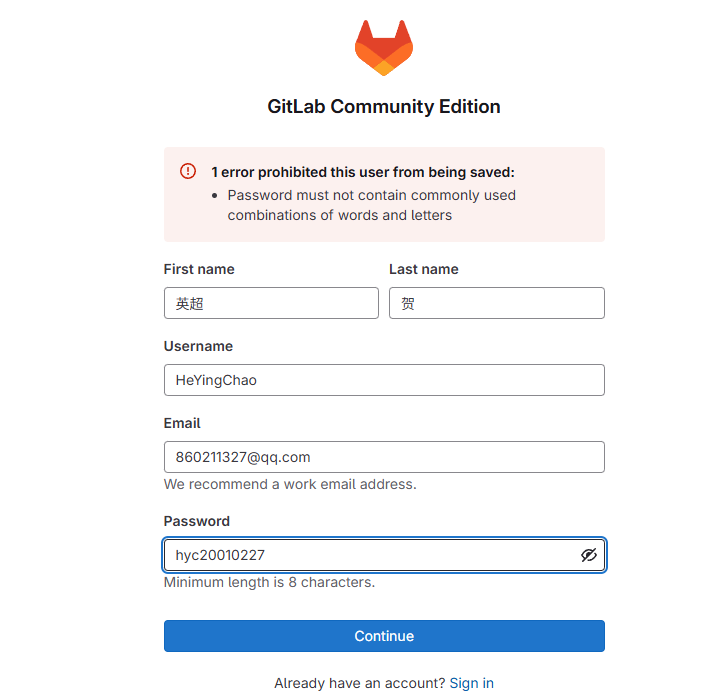 GitLab Community Edition
1 error prohibited this user from being saved:
• Password must not contain commonly used
combinations of words and letters
First name
Last name
英超
贺
Username
HeYingChao
Email
860211327@qq.com
We recommend a work email address.
Password
hyc20010227
Minimum length is 8 characters.
Continue
Already have an account? Sign in